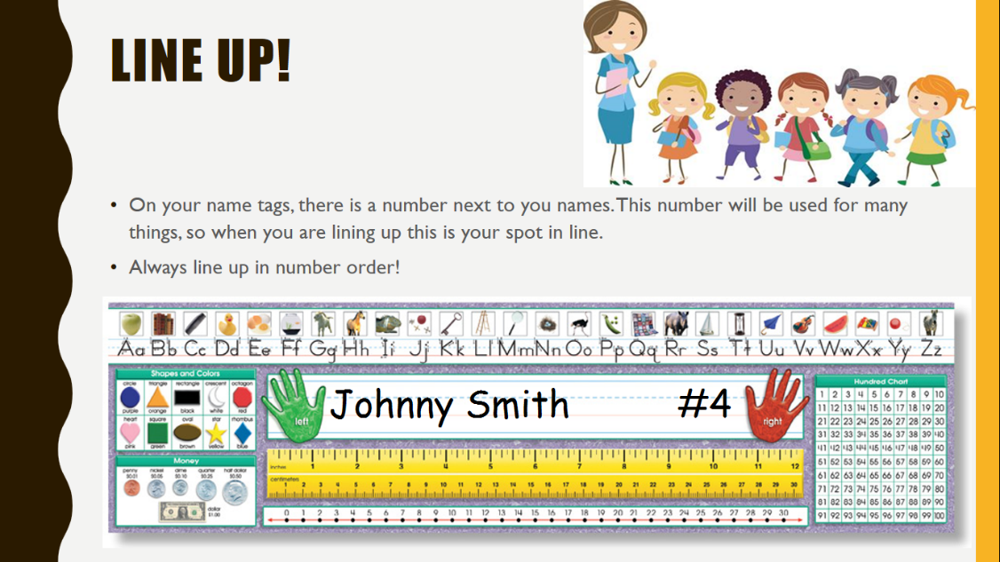 LINE UP!
• On your name tags, there is a number next to you names. This number will be used for many
things, so when you are lining up this is your spot in line.
• Always line up in number order!
Aa Bb Cc Dd Ee Ff Gg Hh Ii Jj Kk Ll Mm Nn Oo Pp Qq Rr Ss Tt Uu Vv Ww Xx Yy Zz
Shapes and Colors
circle triangle rectangle crescent octagon
purple orange black white red
heart square oval star rhombus
pink green brown yellow blue
Money
penny nickel dime quarter half dollar
$0.01 $0.05 $0.10 $0.25 $0.50
dollar
$1.00
left
Johnny Smith #4
right
inches 1 2 3 4 5 6 7 8 9 10 11 12
centimeters
1 2 3 4 5 6 7 8 9 10 11 12 13 14 15 16 17 18 19 20 21 22 23 24 25 26 27 28 29 30
0 1 2 3 4 5 6 7 8 9 10 11 12 13 14 15 16 17 18 19 20 21 22 23 24 25 26 27 28 29 30
Hundred Chart
1 2 3 4 5 6 7 8 9 10
11 12 13 14 15 16 17 18 19 20
21 22 23 24 25 26 27 28 29 30
31 32 33 34 35 36 37 38 39 40
41 42 43 44 45 46 47 48 49 50
51 52 53 54 55 56 57 58 59 60
61 62 63 64 65 66 67 68 69 70
71 72 73 74 75 76 77 78 79 80
81 82 83 84 85 86 87 88 89 90
91 92 93 94 95 96 97 98 99 100